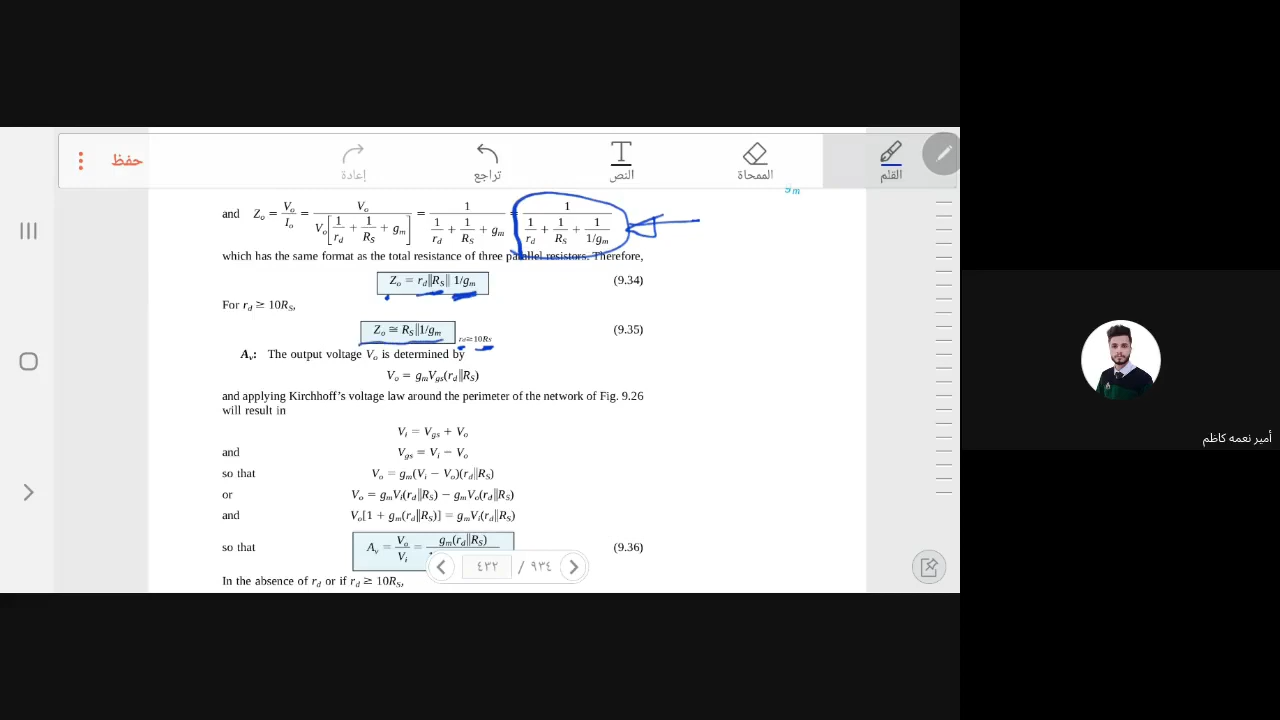 حفظ
إعادة
تراجع
النص
الممحاة
القلم
g_m
and Z_o = V_o / I_o = V_o / (V_o[1/r_d + 1/R_S + g_m]) = 1 / (1/r_d + 1/R_S + g_m) = 1 / (1/r_d + 1/R_S + 1/(1/g_m))
which has the same format as the total resistance of three parallel resistors. Therefore,
Z_o = r_d‖R_S‖ 1/g_m (9.34)
For r_d ≥ 10R_S,
Z_o ≅ R_S‖1/g_m r_d≥10R_S (9.35)
A_v: The output voltage V_o is determined by
V_o = g_mV_gs(r_d‖R_S)
and applying Kirchhoff's voltage law around the perimeter of the network of Fig. 9.26
will result in
V_i = V_gs + V_o
and V_gs = V_i − V_o
so that V_o = g_m(V_i − V_o)(r_d‖R_S)
or V_o = g_mV_i(r_d‖R_S) − g_mV_o(r_d‖R_S)
and V_o[1 + g_m(r_d‖R_S)] = g_mV_i(r_d‖R_S)
so that A_v = V_o / V_i = g_m(r_d‖R_S) (9.36)
٤٣٢ / ٩٣٤
In the absence of r_d or if r_d ≥ 10R_S,
أمير نعمه كاظم